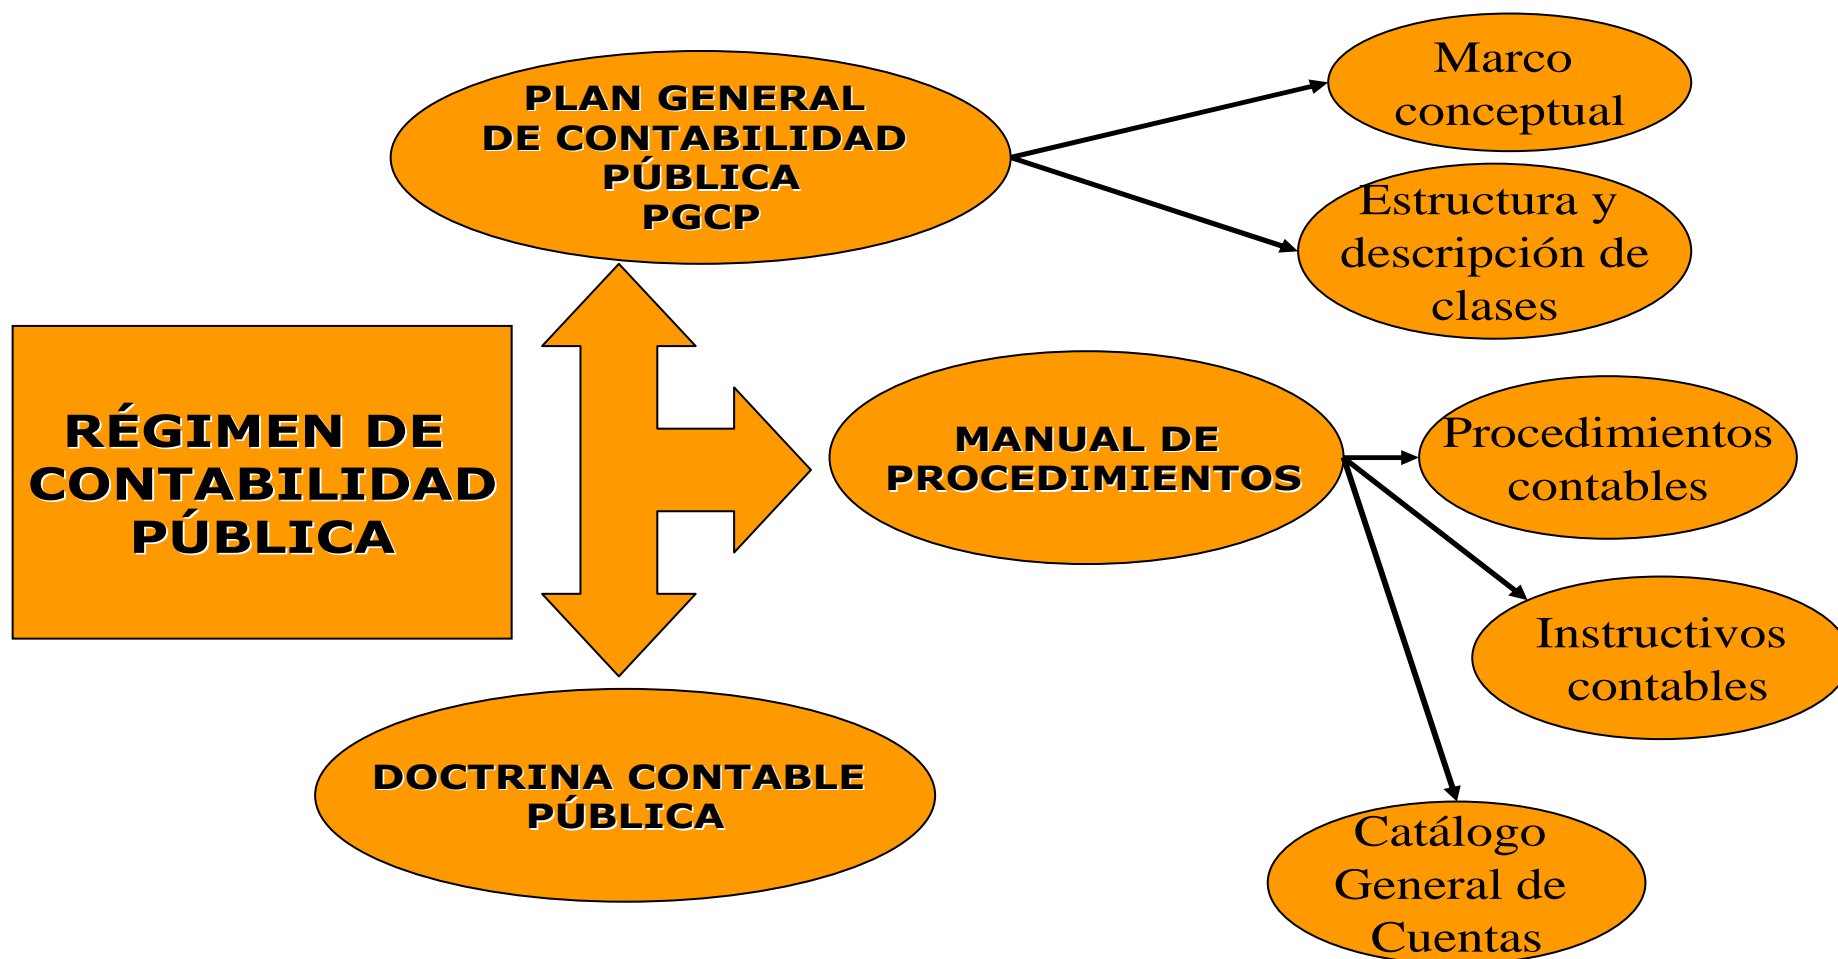 PLAN GENERAL
DE CONTABILIDAD
PÚBLICA
PGCP
Marco
conceptual
Estructura y
descripción de
clases
RÉGIMEN DE
CONTABILIDAD
PÚBLICA
MANUAL DE
PROCEDIMIENTOS
Procedimientos
contables
Instructivos
contables
DOCTRINA CONTABLE
PÚBLICA
Catálogo
General de
Cuentas